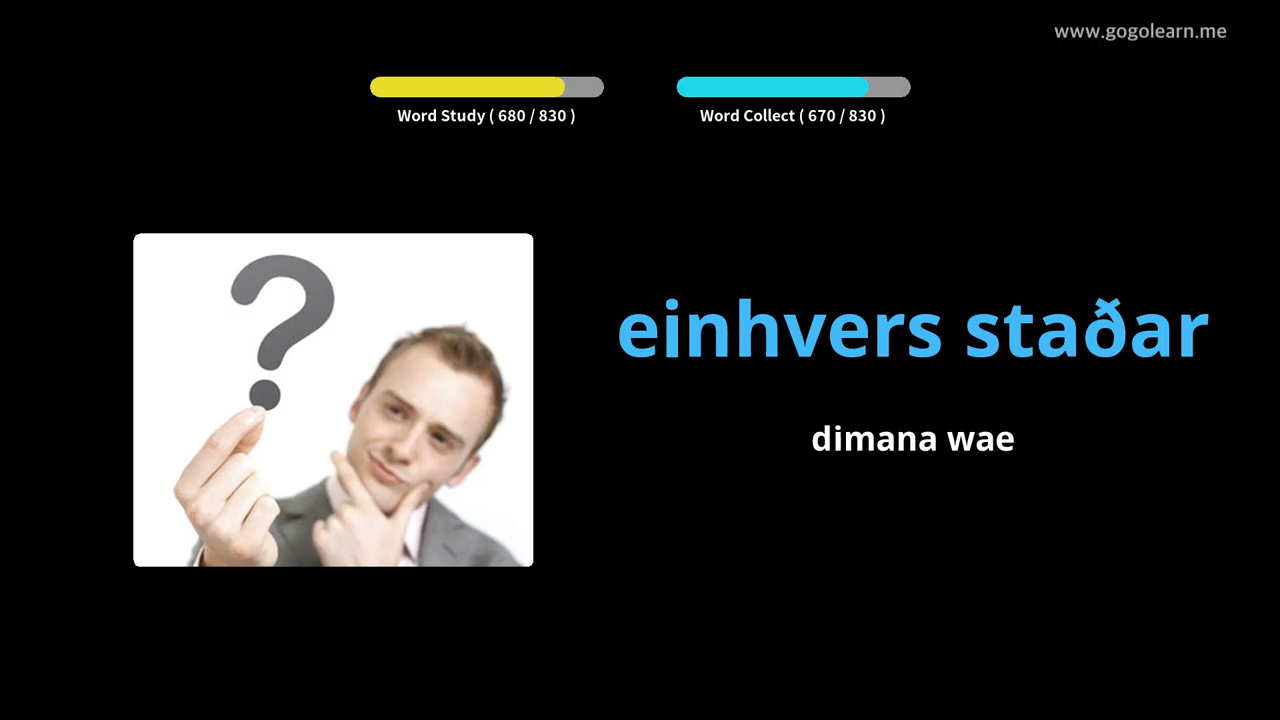 www.gogolearn.me
Word Study ( 680 / 830 )
Word Collect ( 670 / 830 )
?
einhvers staðar
dimana wae